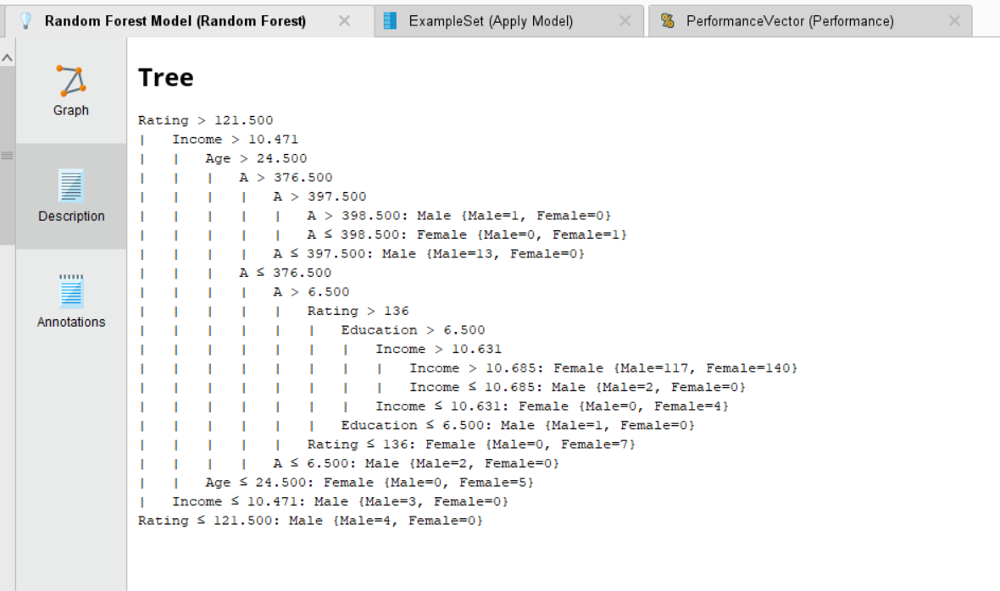 Random Forest Model (Random Forest)
ExampleSet (Apply Model)
PerformanceVector (Performance)
Graph
Description
Annotations
Tree
Rating > 121.500
|   Income > 10.471
|   |   Age > 24.500
|   |   |   A > 376.500
|   |   |   |   A > 397.500
|   |   |   |   |   A > 398.500: Male {Male=1, Female=0}
|   |   |   |   |   A ≤ 398.500: Female {Male=0, Female=1}
|   |   |   |   A ≤ 397.500: Male {Male=13, Female=0}
|   |   |   A ≤ 376.500
|   |   |   |   A > 6.500
|   |   |   |   |   Rating > 136
|   |   |   |   |   |   Education > 6.500
|   |   |   |   |   |   |   Income > 10.631
|   |   |   |   |   |   |   |   Income > 10.685: Female {Male=117, Female=140}
|   |   |   |   |   |   |   |   Income ≤ 10.685: Male {Male=2, Female=0}
|   |   |   |   |   |   |   Income ≤ 10.631: Female {Male=0, Female=4}
|   |   |   |   |   |   Education ≤ 6.500: Male {Male=1, Female=0}
|   |   |   |   |   Rating ≤ 136: Female {Male=0, Female=7}
|   |   |   |   A ≤ 6.500: Male {Male=2, Female=0}
|   |   Age ≤ 24.500: Female {Male=0, Female=5}
|   Income ≤ 10.471: Male {Male=3, Female=0}
Rating ≤ 121.500: Male {Male=4, Female=0}